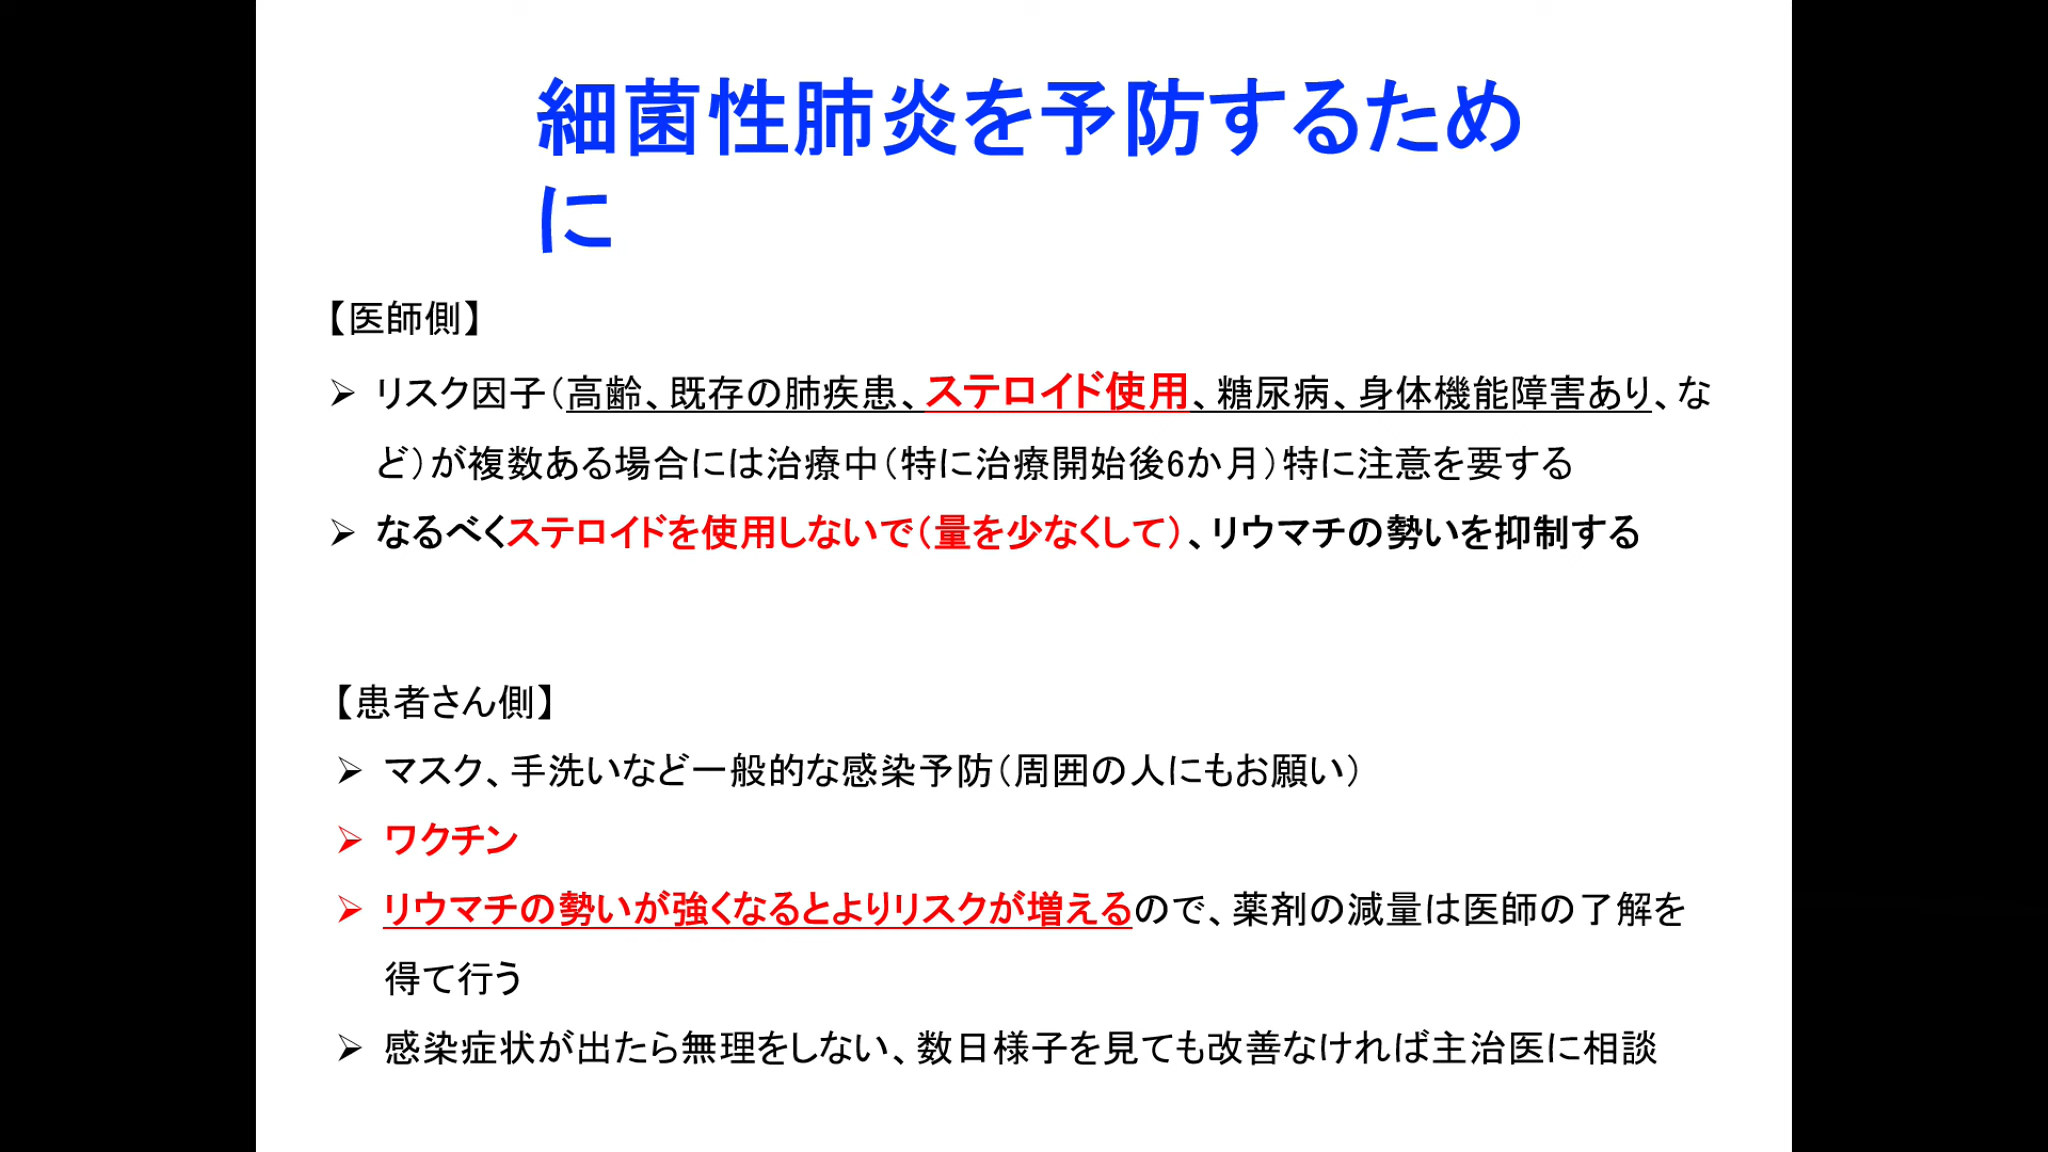 細菌性肺炎を予防するため
に
【医師側】
➢ リスク因子（高齢、既存の肺疾患、ステロイド使用、糖尿病、身体機能障害あり、な
ど）が複数ある場合には治療中（特に治療開始後6か月）特に注意を要する
➢ なるべくステロイドを使用しないで（量を少なくして）、リウマチの勢いを抑制する
【患者さん側】
➢ マスク、手洗いなど一般的な感染予防（周囲の人にもお願い）
➢ ワクチン
➢ リウマチの勢いが強くなるとよりリスクが増えるので、薬剤の減量は医師の了解を
得て行う
➢ 感染症状が出たら無理をしない、数日様子を見ても改善なければ主治医に相談